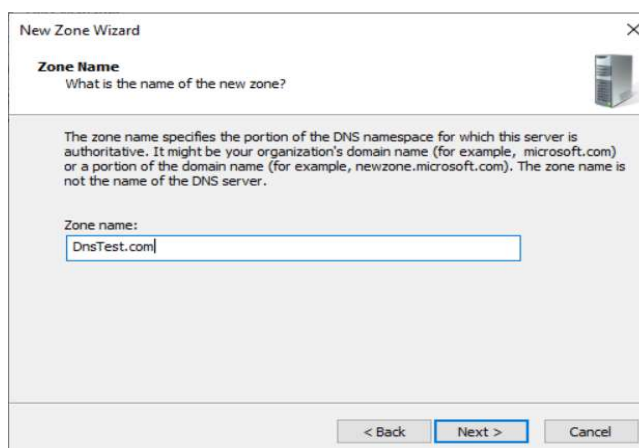 New Zone Wizard
Zone Name
What is the name of the new zone?
The zone name specifies the portion of the DNS namespace for which this server is
authoritative. It might be your organization's domain name (for example, microsoft.com)
or a portion of the domain name (for example, newzone.microsoft.com). The zone name is
not the name of the DNS server.
Zone name:
DnsTest.com
< Back Next > Cancel